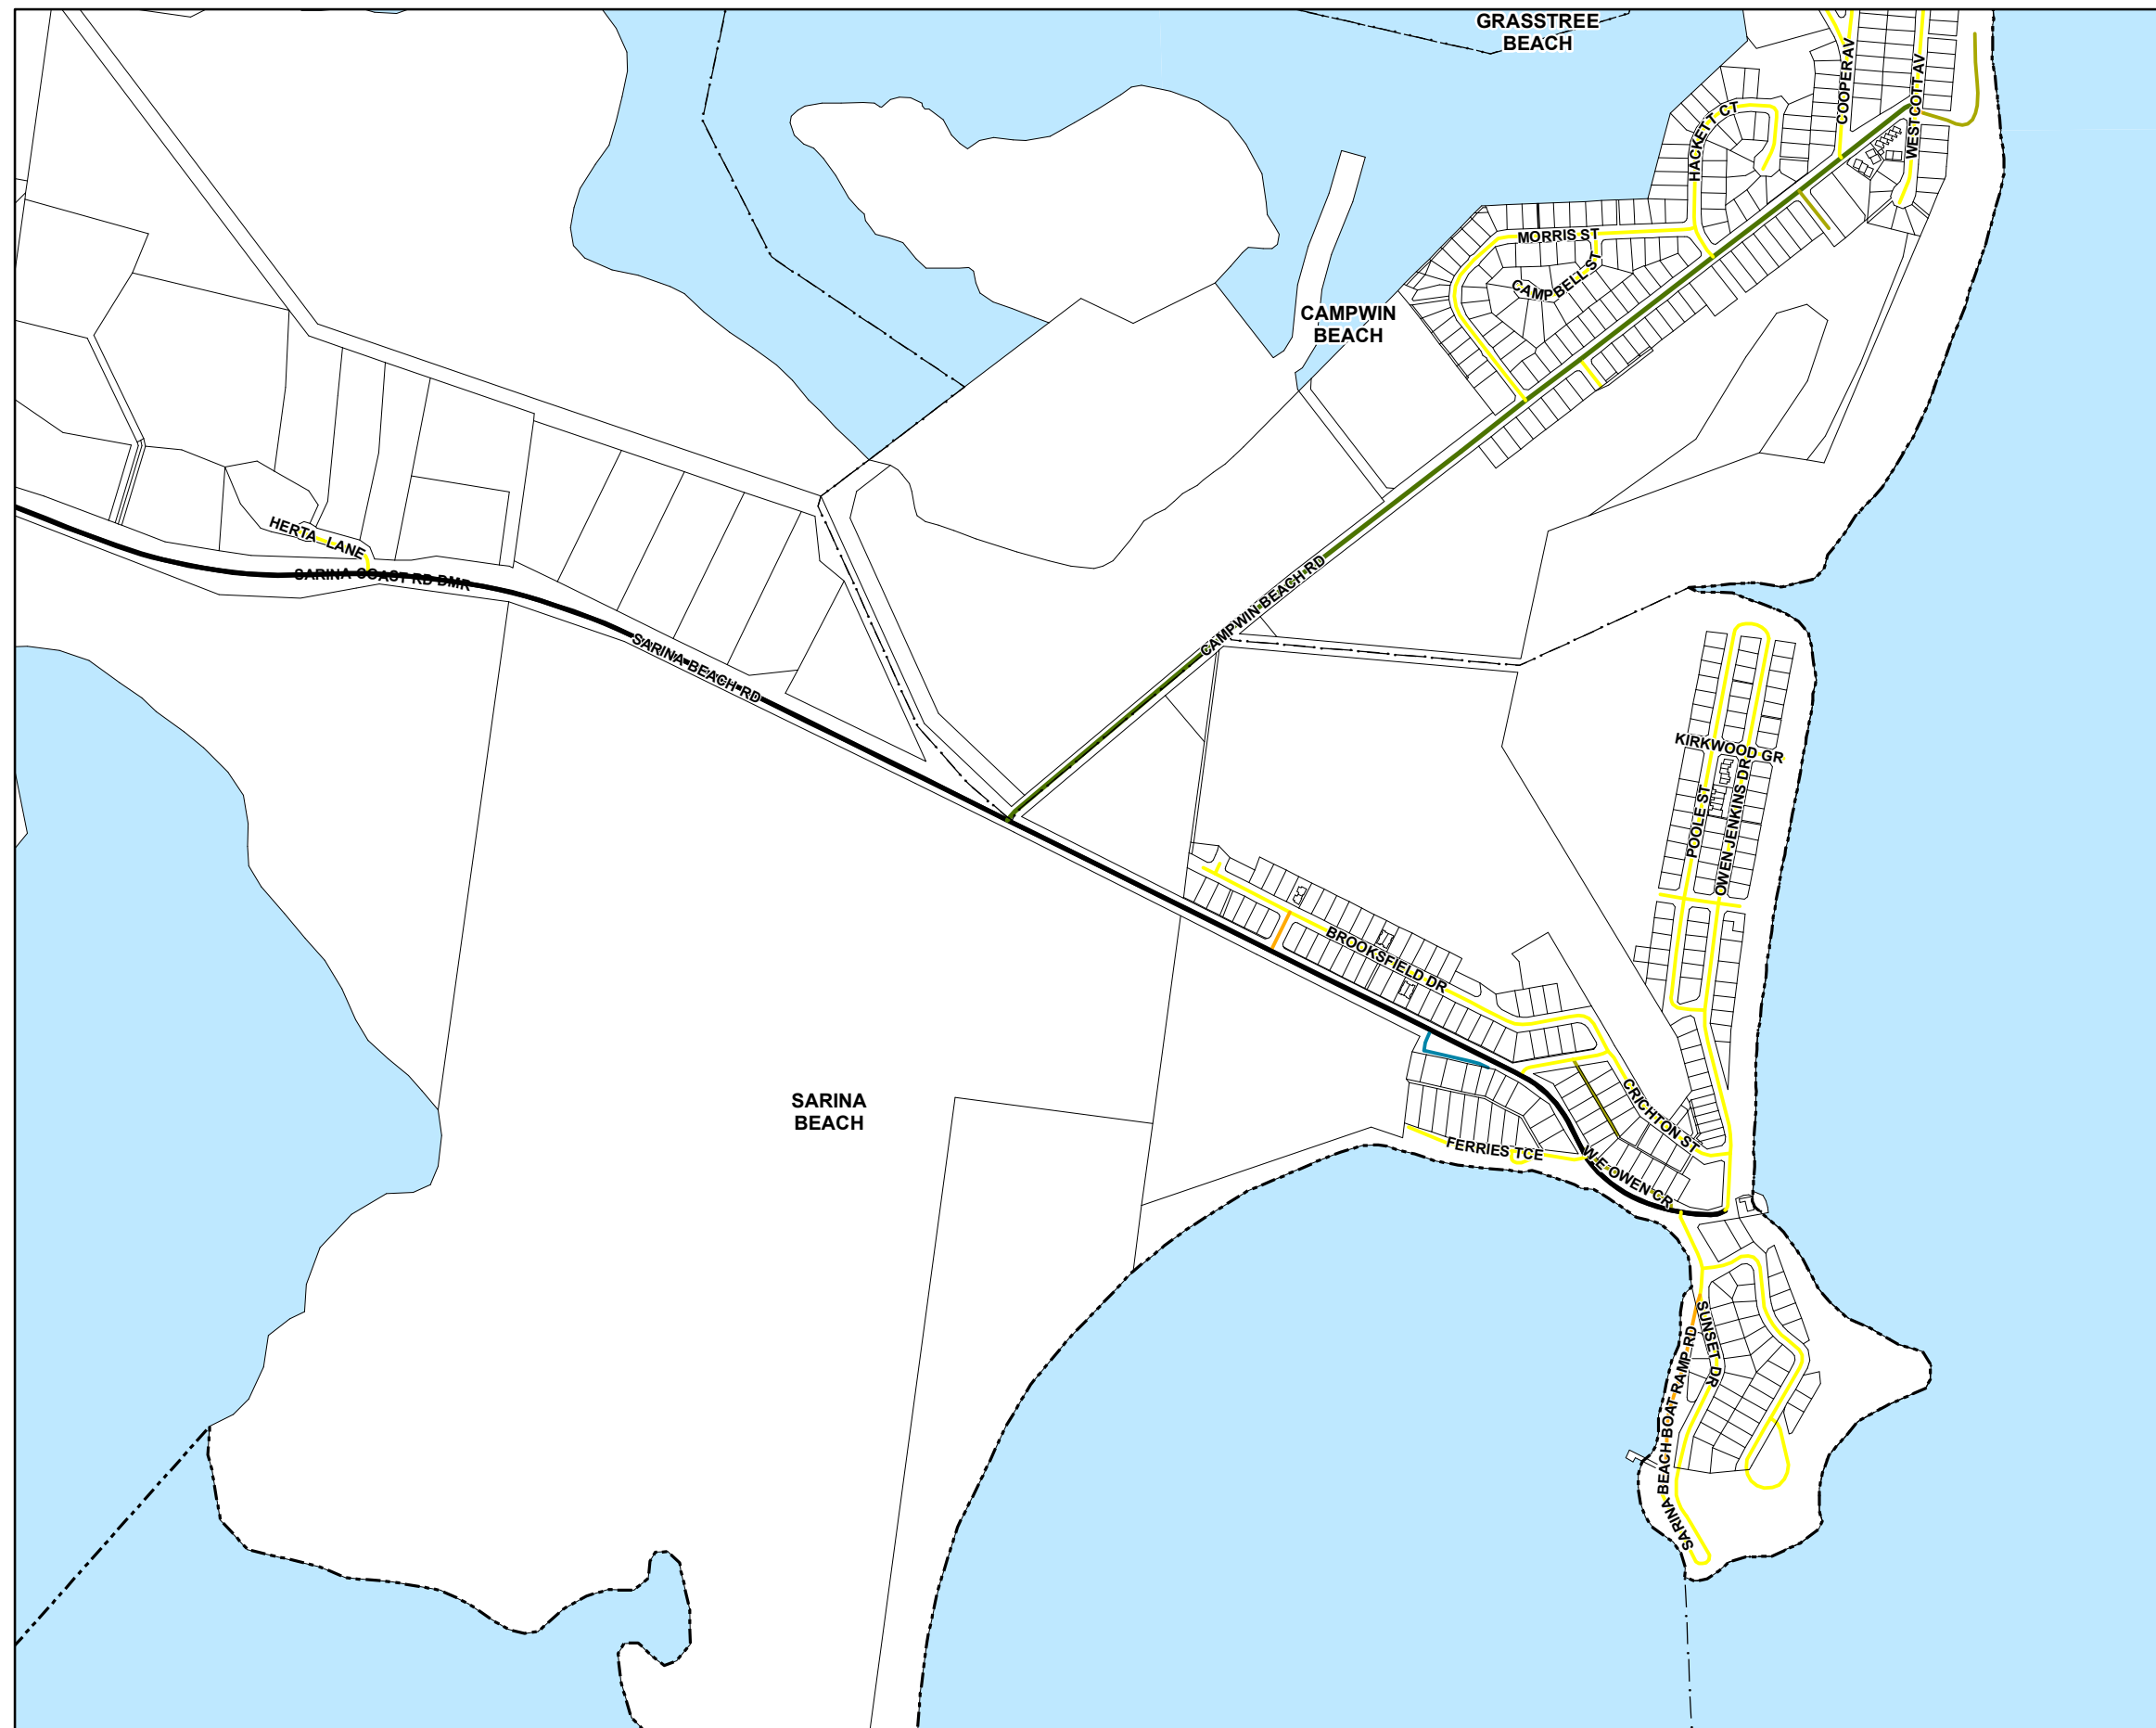 GRASSTREE
BEACH
COOPER AV
WESTCOTT AV
HACKETT CT
MORRIS ST
CAMPBELL ST
CAMPWIN
BEACH
HERTA LANE
SARINA COAST RD DMR
CAMPWIN BEACH RD
SARINA BEACH RD
KIRKWOOD GR
POOLE ST
OWEN JENKINS DR
BROOKSFIELD DR
SARINA
BEACH
CRICHTON ST
FERRIES TCE
W E OWEN CR
SUNSET DR
SARINA BEACH BOAT RAMP RD